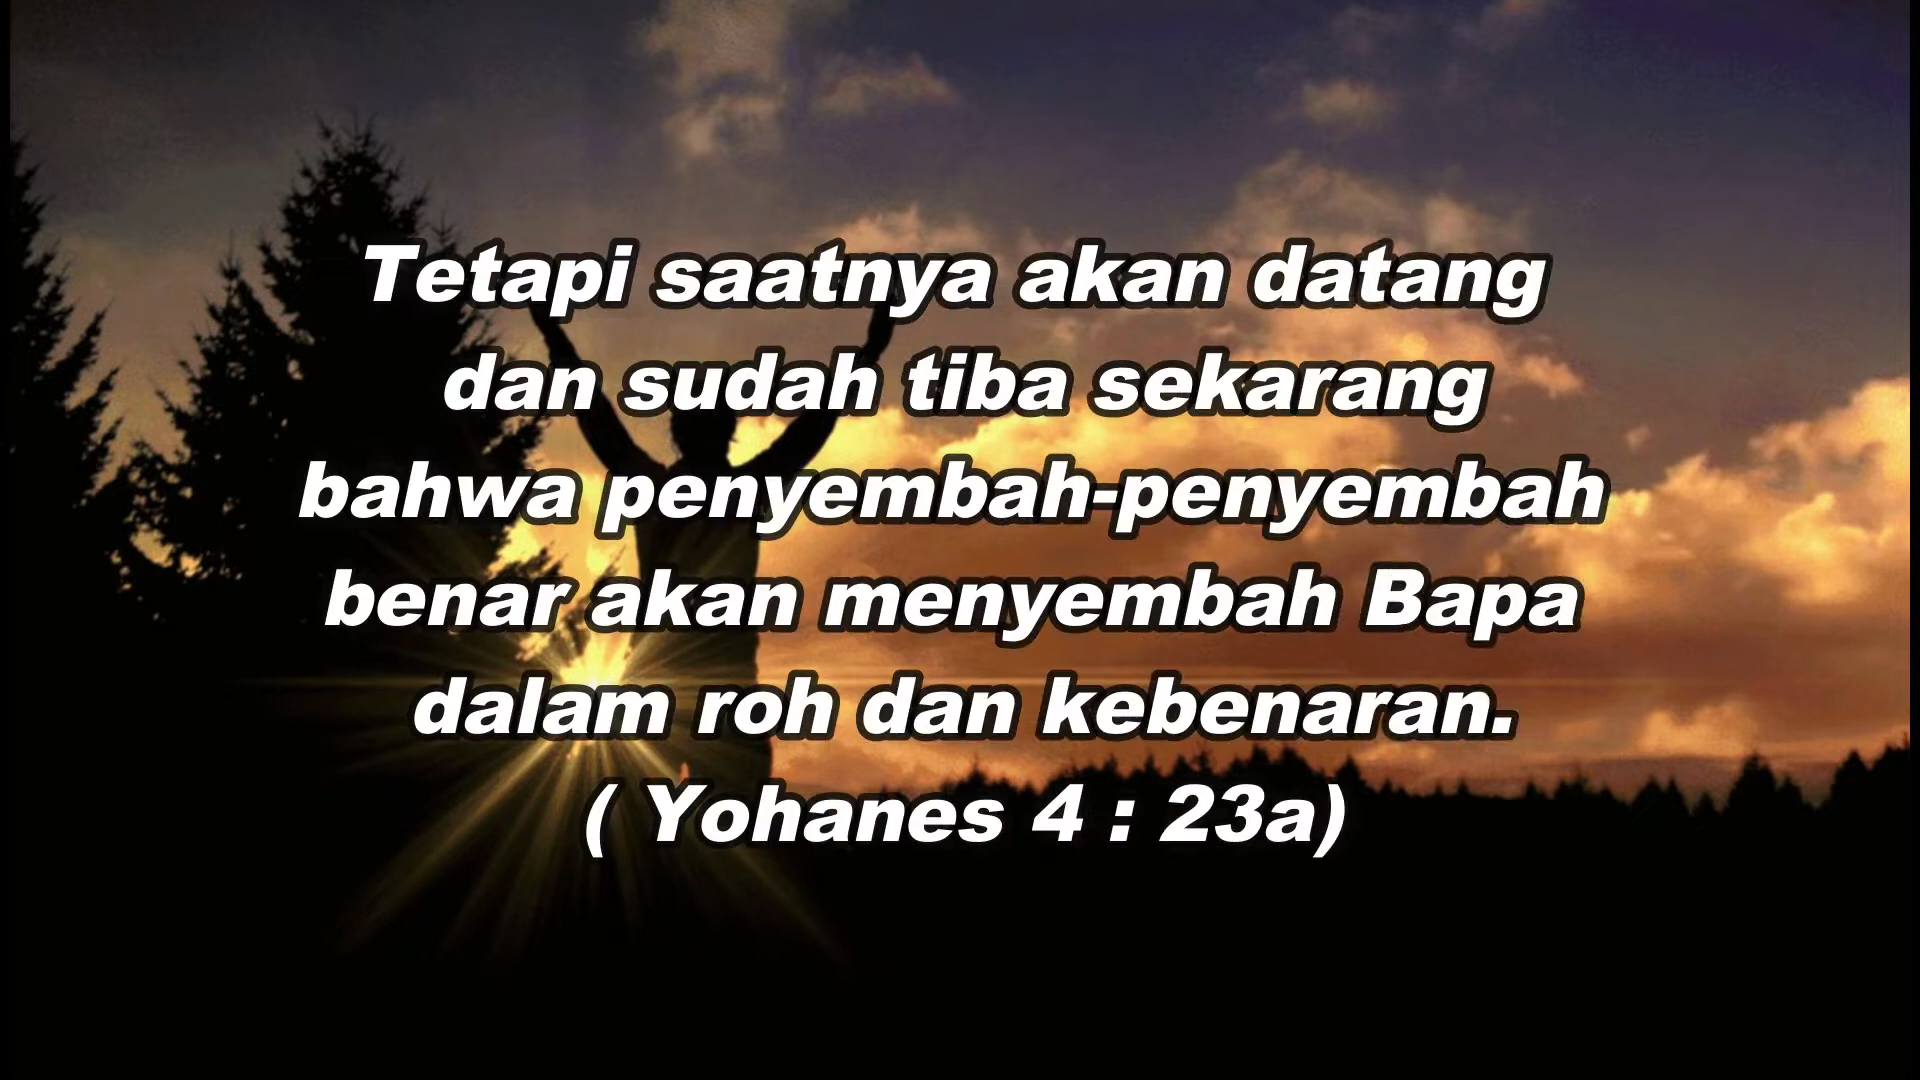 Tetapi saatnya akan datang
dan sudah tiba sekarang
bahwa penyembah-penyembah
benar akan menyembah Bapa
dalam roh dan kebenaran.
( Yohanes 4 : 23a)